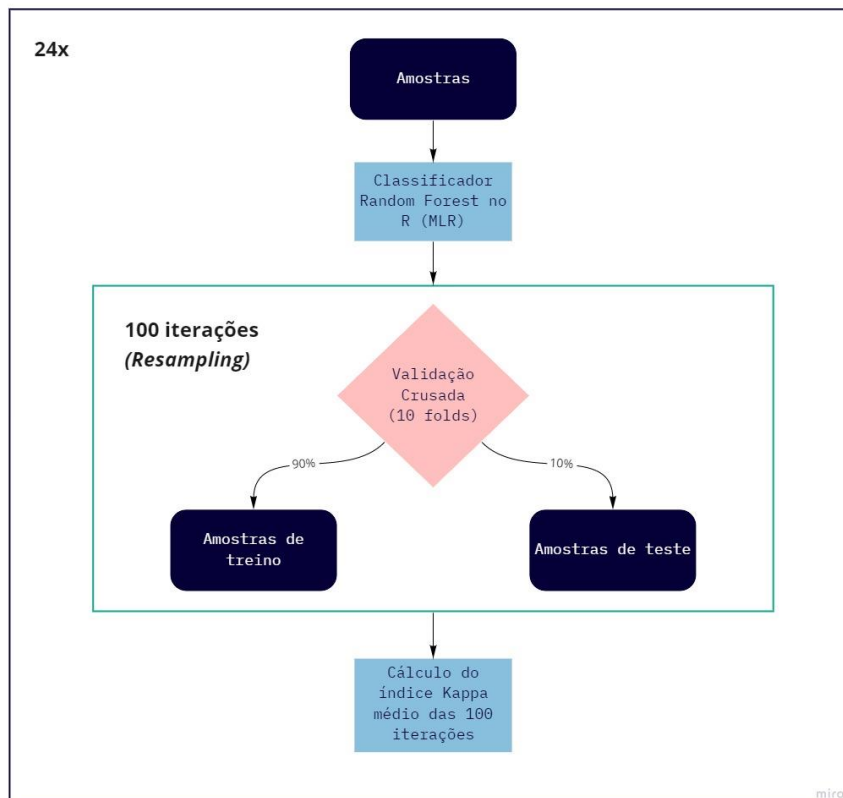 24x
Amostras
Classificador
Random Forest no
R (MLR)
100 iterações
(Resampling)
Validação
Crusada
(10 folds)
90%
10%
Amostras de
treino
Amostras de teste
Cálculo do
índice Kappa
médio das 100
iterações
miro